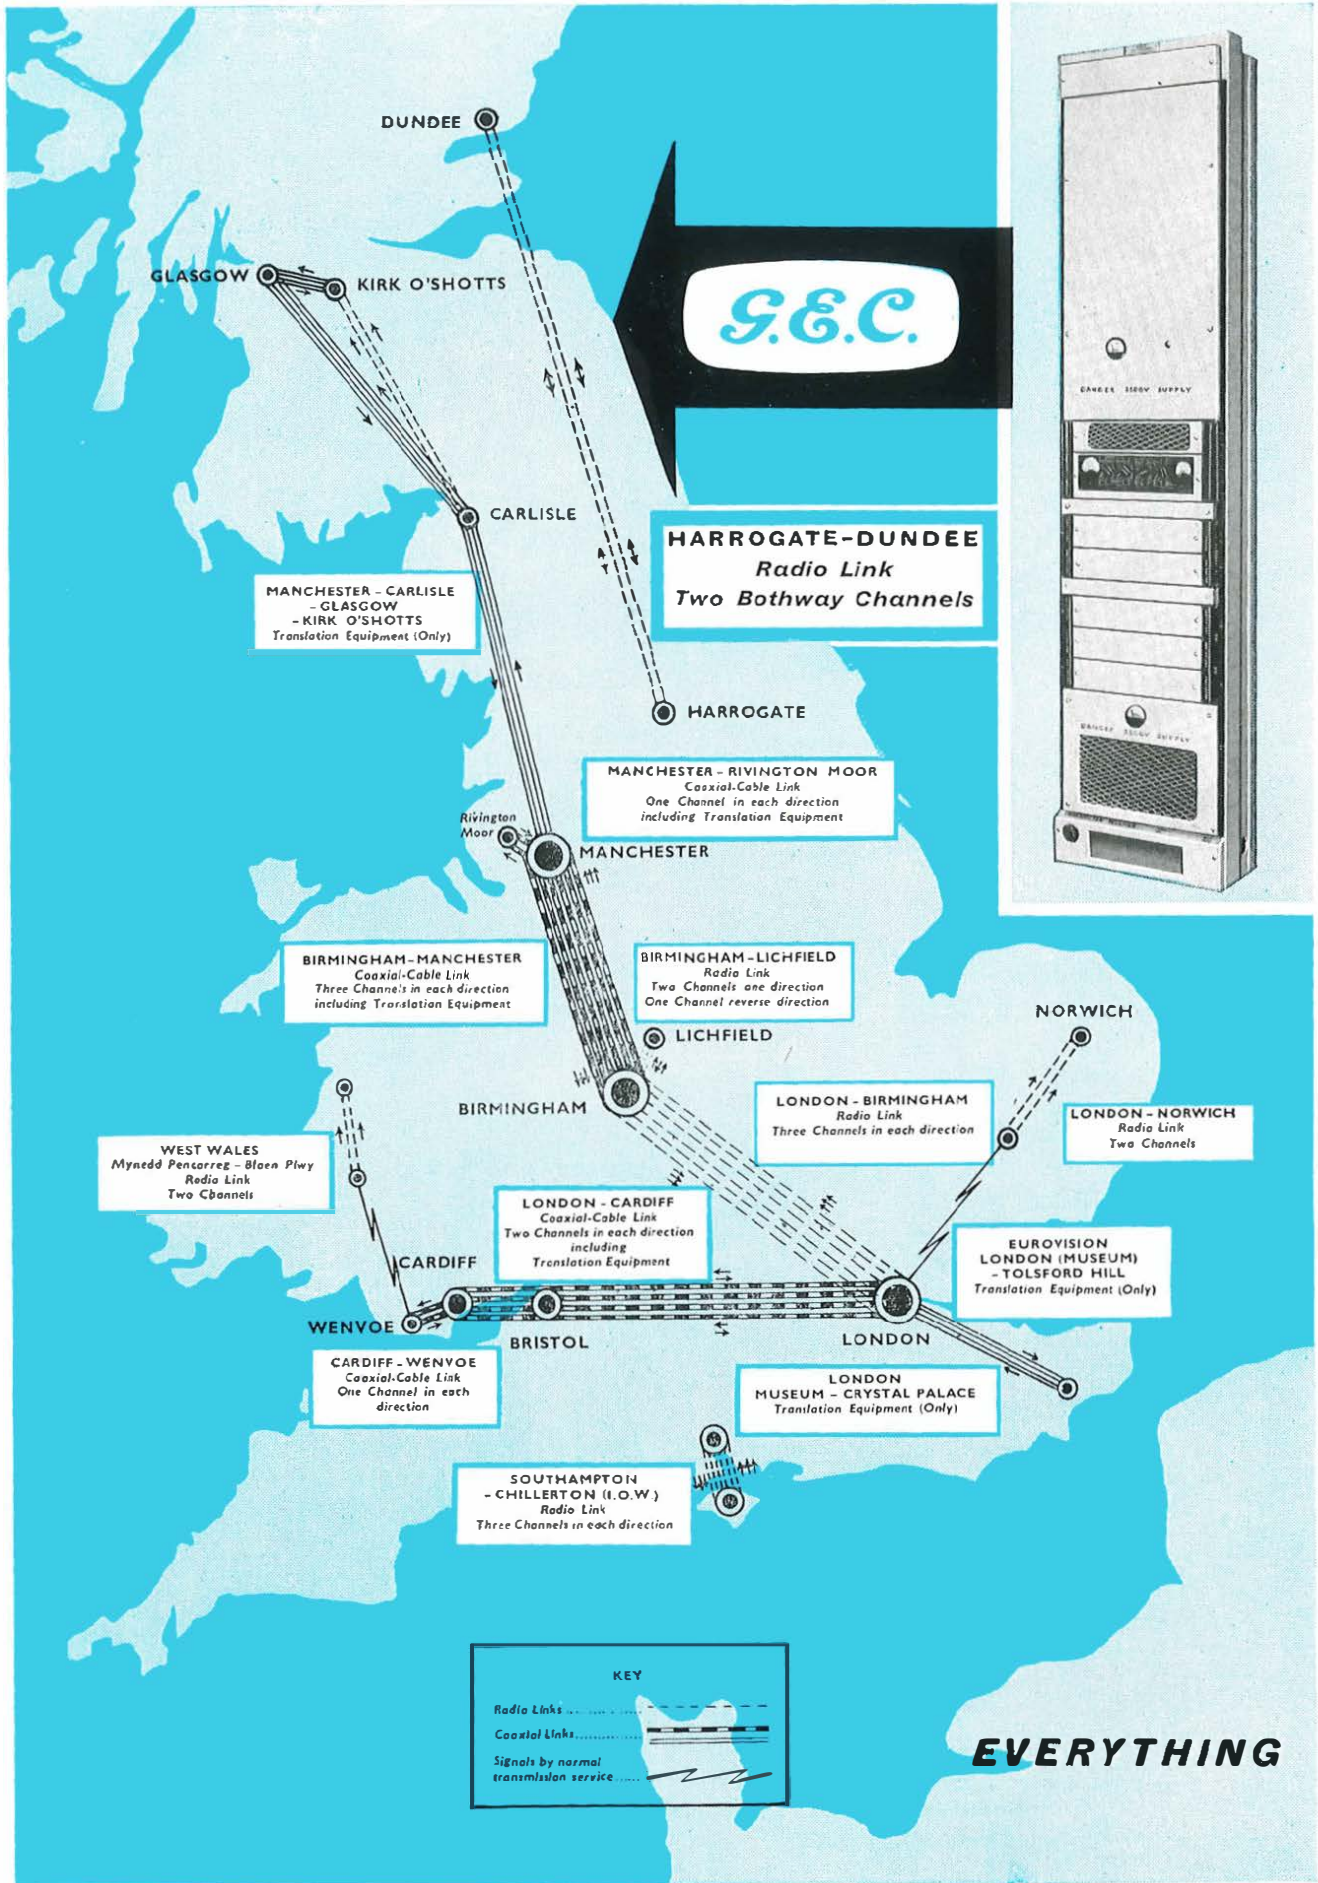 DUNDEE
GLASGOW
KIRK O'SHOTTS
G.E.C.
DANGER 3500V SUPPLY
CARLISLE
HARROGATE-DUNDEE
Radio Link
Two Bothway Channels
MANCHESTER - CARLISLE
- GLASGOW
- KIRK O'SHOTTS
Translation Equipment (Only)
HARROGATE
DANGER 3500V SUPPLY
MANCHESTER - RIVINGTON MOOR
Coaxial-Cable Link
One Channel in each direction
including Translation Equipment
Rivington
Moor
MANCHESTER
BIRMINGHAM-MANCHESTER
Coaxial-Cable Link
Three Channels in each direction
including Translation Equipment
BIRMINGHAM-LICHFIELD
Radio Link
Two Channels one direction
One Channel reverse direction
NORWICH
LICHFIELD
BIRMINGHAM
LONDON - BIRMINGHAM
Radio Link
Three Channels in each direction
LONDON - NORWICH
Radio Link
Two Channels
WEST WALES
Mynedd Pencarreg - Blaen Plwy
Radio Link
Two Channels
LONDON - CARDIFF
Coaxial-Cable Link
Two Channels in each direction
including
Translation Equipment
EUROVISION
LONDON (MUSEUM)
- TOLSFORD HILL
Translation Equipment (Only)
CARDIFF
WENVOE
BRISTOL
LONDON
CARDIFF - WENVOE
Coaxial-Cable Link
One Channel in each
direction
LONDON
MUSEUM - CRYSTAL PALACE
Translation Equipment (Only)
SOUTHAMPTON
- CHILLERTON (I.O.W.)
Radio Link
Three Channels in each direction
KEY
Radio Links
Coaxial Links
Signals by normal
transmission service
EVERYTHING